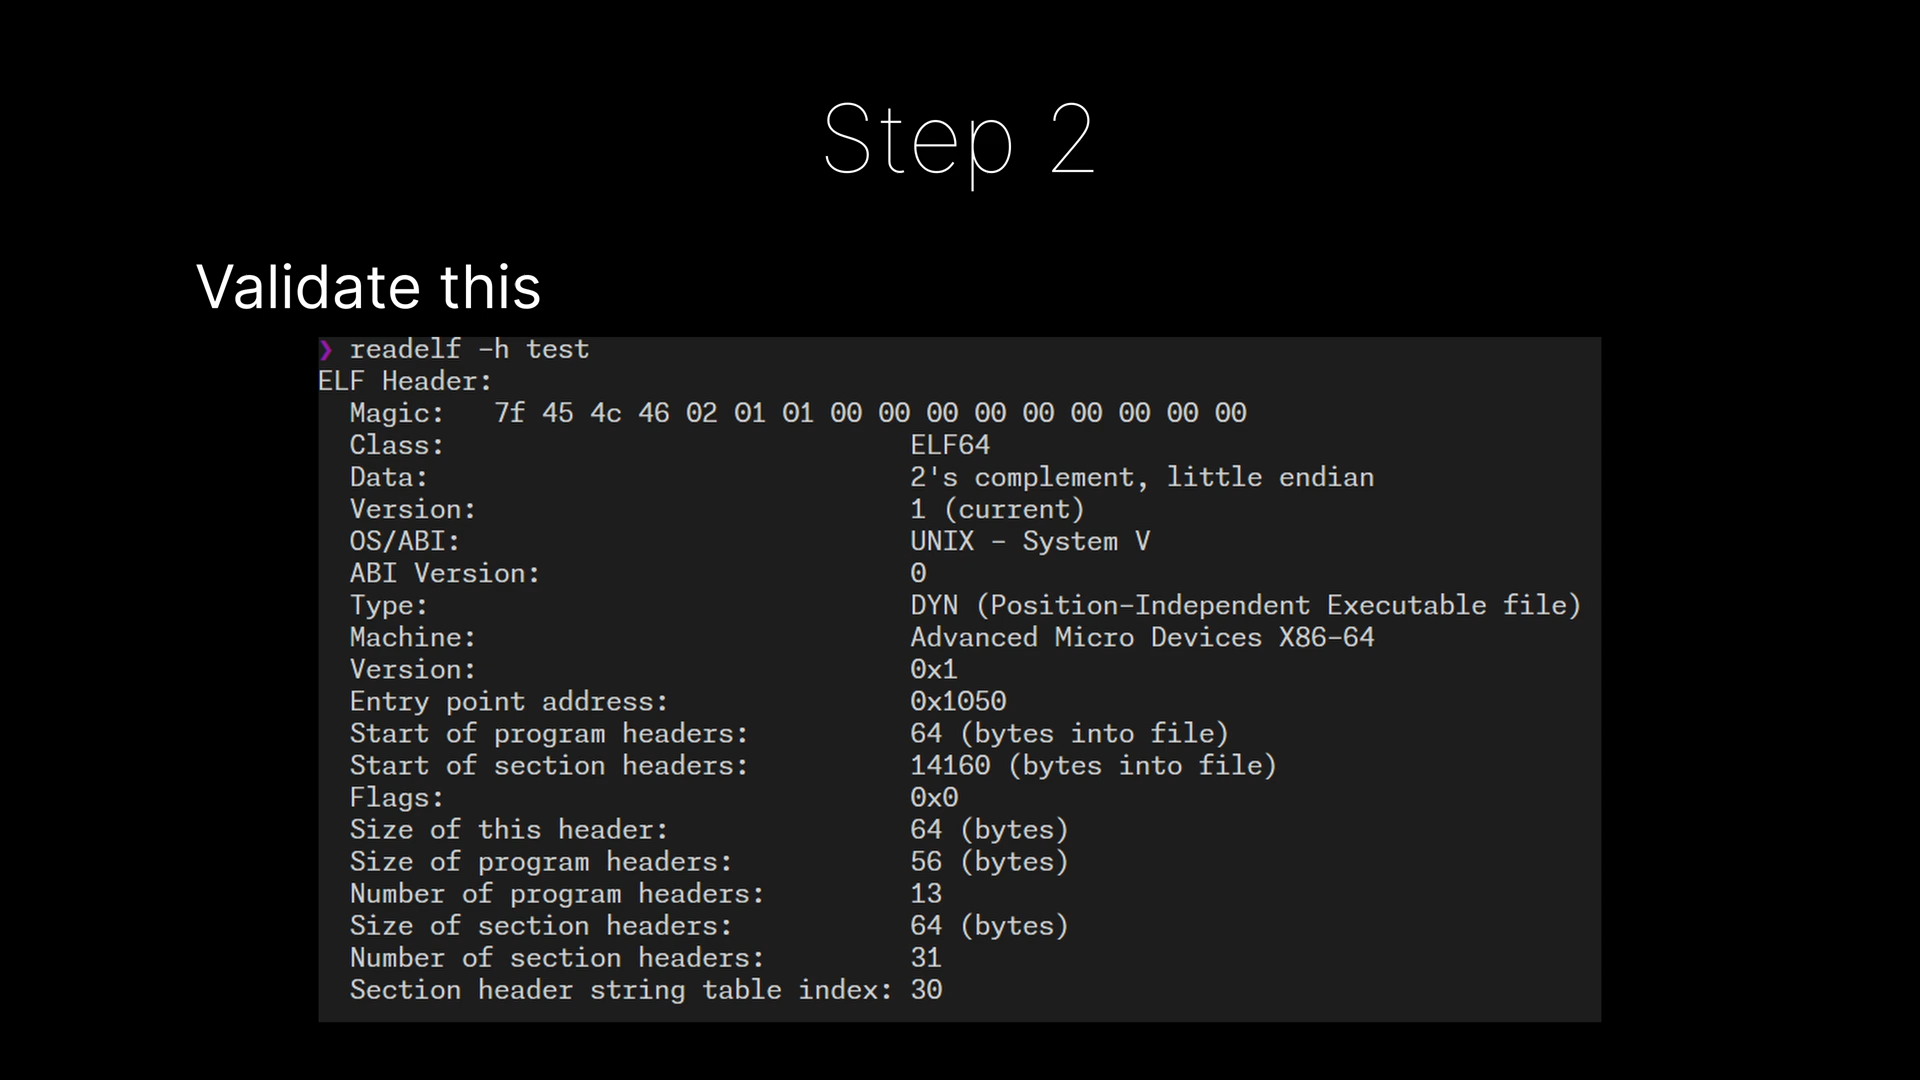 Step 2
Validate this
❯ readelf -h test
ELF Header:
  Magic:   7f 45 4c 46 02 01 01 00 00 00 00 00 00 00 00 00
  Class:                             ELF64
  Data:                              2's complement, little endian
  Version:                           1 (current)
  OS/ABI:                            UNIX - System V
  ABI Version:                       0
  Type:                              DYN (Position-Independent Executable file)
  Machine:                           Advanced Micro Devices X86-64
  Version:                           0x1
  Entry point address:               0x1050
  Start of program headers:          64 (bytes into file)
  Start of section headers:          14160 (bytes into file)
  Flags:                             0x0
  Size of this header:               64 (bytes)
  Size of program headers:           56 (bytes)
  Number of program headers:         13
  Size of section headers:           64 (bytes)
  Number of section headers:         31
  Section header string table index: 30